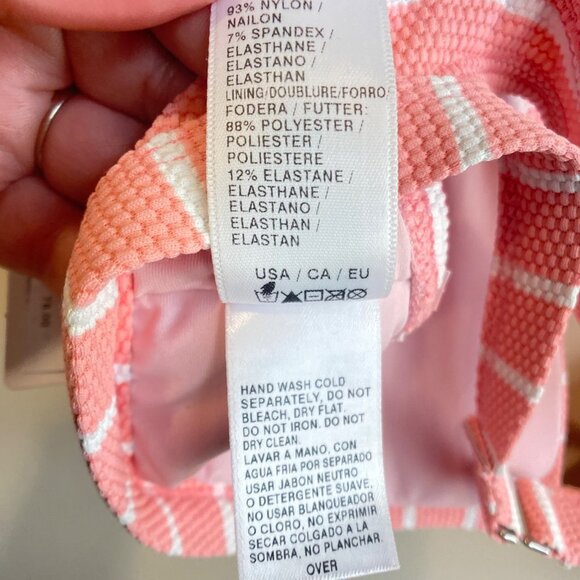 93% NYLON /
NAILON
7% SPANDEX /
ELASTHANE /
ELASTANO /
ELASTHAN
LINING/DOUBLURE/FORRO
FODERA / FUTTER:
88% POLYESTER /
POLIESTER /
POLIESTERE
12% ELASTANE /
ELASTHANE /
ELASTANO /
ELASTHANE /
ELASTAN
USA / CA / EU
HAND WASH COLD
SEPARATELY, DO NOT
BLEACH, DRY FLAT.
DO NOT IRON. DO NOT
DRY CLEAN.
LAVAR A MANO, CON
AGUA FRIA POR SEPARADO
USAR JABON NEUTRO
O DETERGENTE SUAVE,
NO USAR BLANQUEADOR
O CLORO, NO EXPRIMIR
SECAR COLGADO A LA
SOMBRA, NO PLANCHAR.
OVER